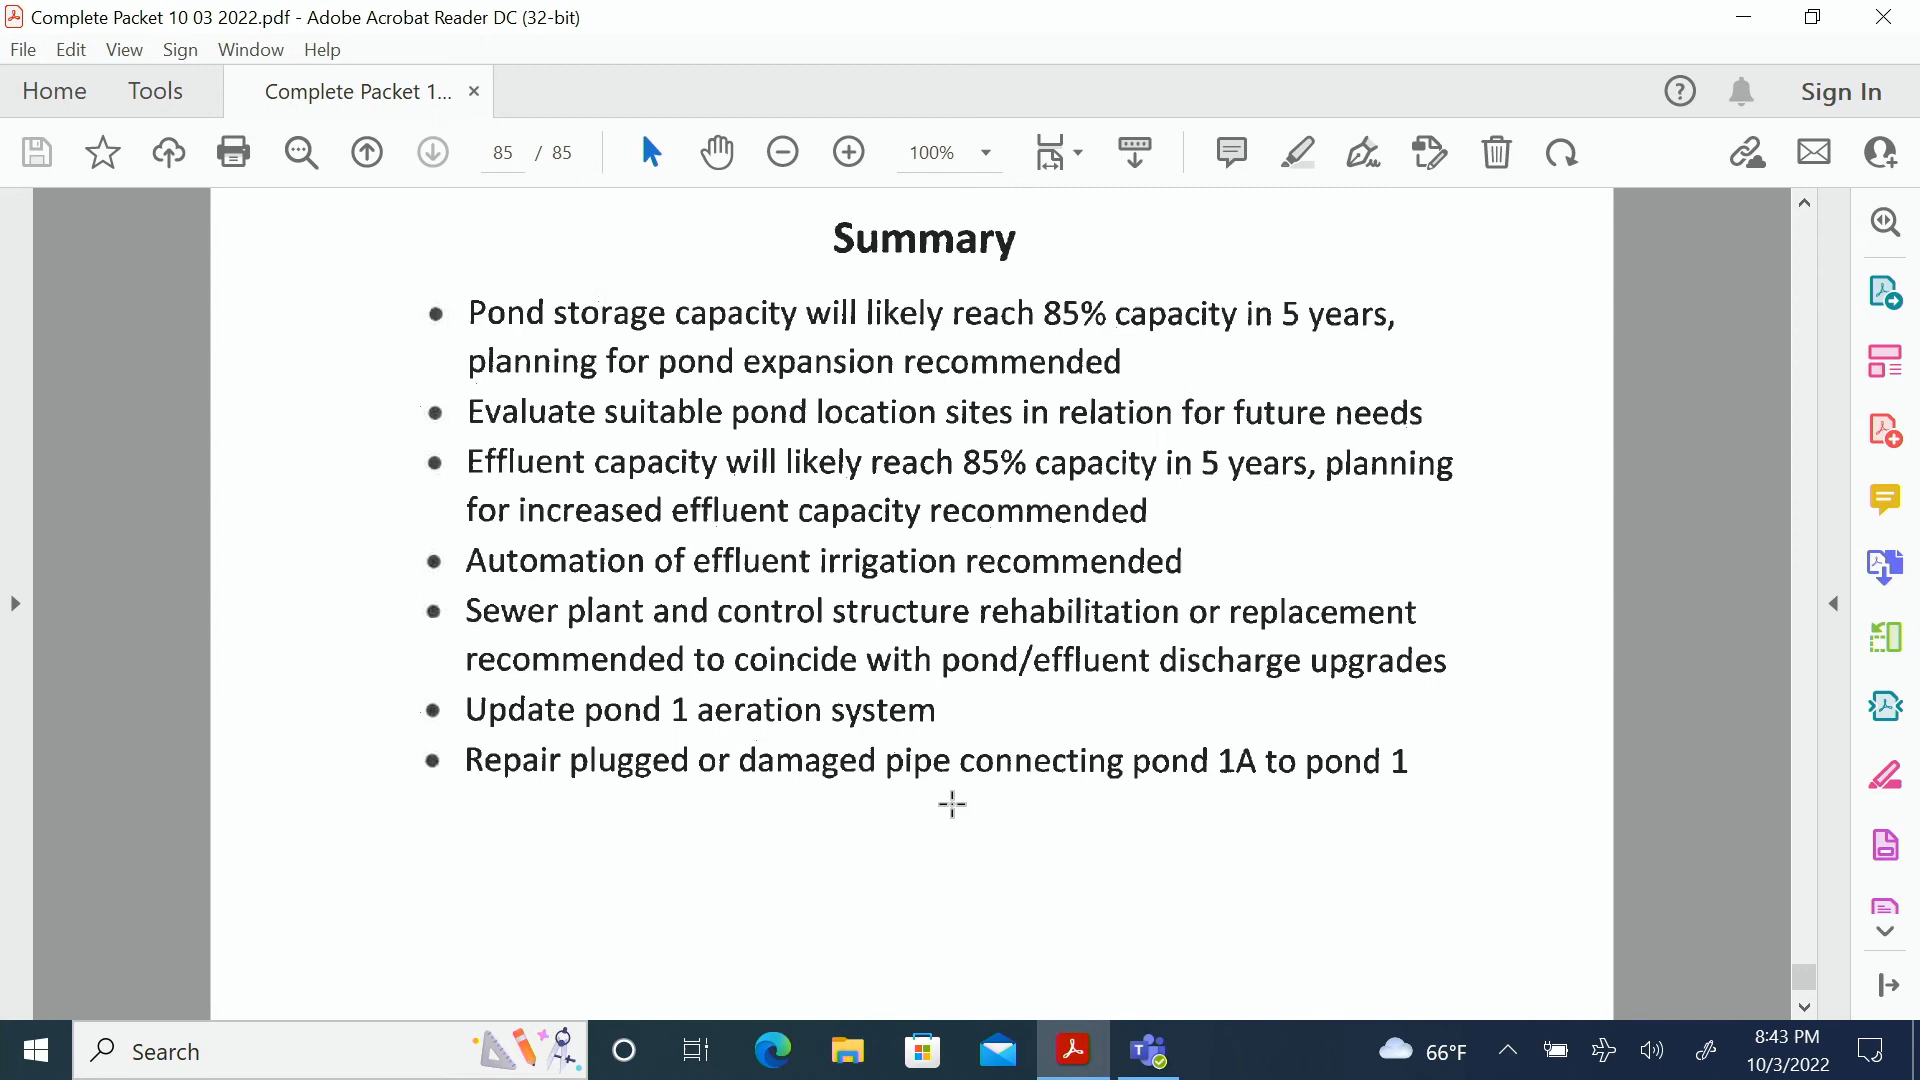 Complete Packet 10 03 2022.pdf - Adobe Acrobat Reader DC (32-bit)
File Edit View Sign Window Help
Home Tools Complete Packet 1... × Sign In
85 / 85 100%
Summary
• Pond storage capacity will likely reach 85% capacity in 5 years,
planning for pond expansion recommended
• Evaluate suitable pond location sites in relation for future needs
• Effluent capacity will likely reach 85% capacity in 5 years, planning
for increased effluent capacity recommended
• Automation of effluent irrigation recommended
• Sewer plant and control structure rehabilitation or replacement
recommended to coincide with pond/effluent discharge upgrades
• Update pond 1 aeration system
• Repair plugged or damaged pipe connecting pond 1A to pond 1
Search 66°F 8:43 PM
10/3/2022